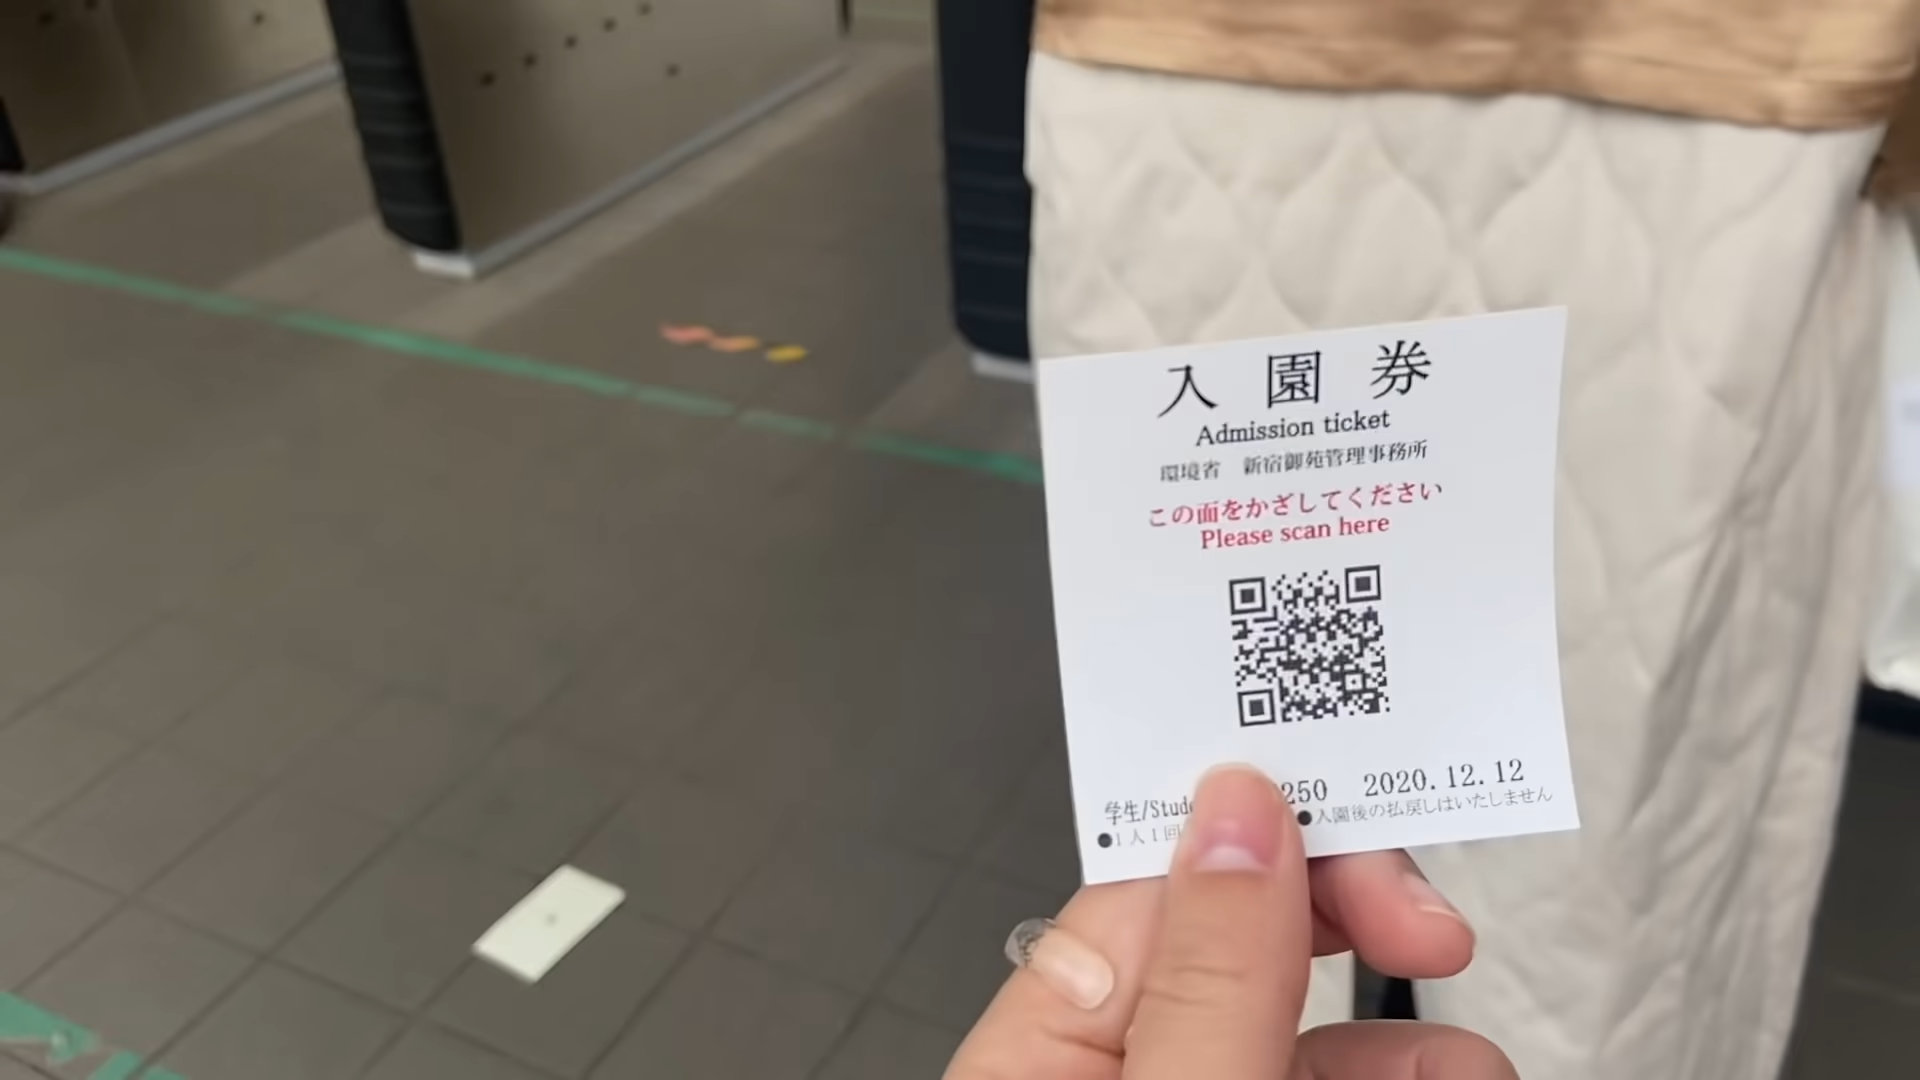 入園券
Admission ticket
環境省 新宿御苑管理事務所
この面をかざしてください
Please scan here
学生/Stude 250 2020.12.12
●1人1回 ●入園後の払戻しはいたしません